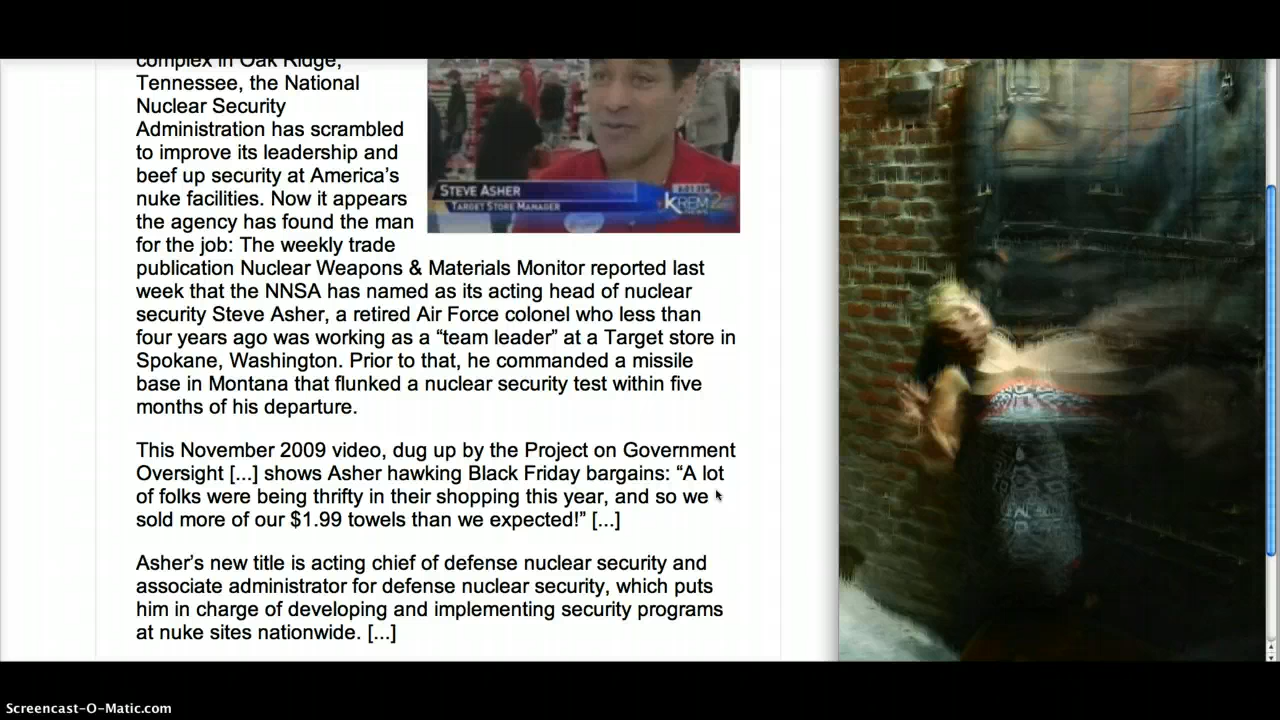 complex in Oak Ridge,
Tennessee, the National
Nuclear Security
Administration has scrambled
to improve its leadership and
beef up security at America’s
nuke facilities. Now it appears
the agency has found the man
for the job: The weekly trade
publication Nuclear Weapons & Materials Monitor reported last
week that the NNSA has named as its acting head of nuclear
security Steve Asher, a retired Air Force colonel who less than
four years ago was working as a “team leader” at a Target store in
Spokane, Washington. Prior to that, he commanded a missile
base in Montana that flunked a nuclear security test within five
months of his departure.
STEVE ASHER
TARGET STORE MANAGER
KREM 2
This November 2009 video, dug up by the Project on Government
Oversight [...] shows Asher hawking Black Friday bargains: “A lot
of folks were being thrifty in their shopping this year, and so we
sold more of our $1.99 towels than we expected!” [...]
Asher’s new title is acting chief of defense nuclear security and
associate administrator for defense nuclear security, which puts
him in charge of developing and implementing security programs
at nuke sites nationwide. [...]
Screencast-O-Matic.com